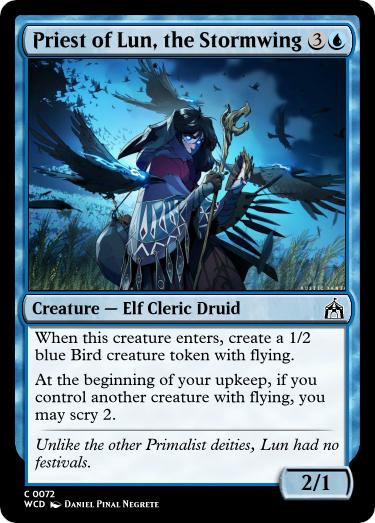 Priest of Lun, the Stormwing 3
Creature — Elf Cleric Druid
When this creature enters, create a 1/2
blue Bird creature token with flying.
At the beginning of your upkeep, if you
control another creature with flying, you
may scry 2.
Unlike the other Primalist deities, Lun had no
festivals.
2/1
C 0072
WCD Daniel Pinal Negrete